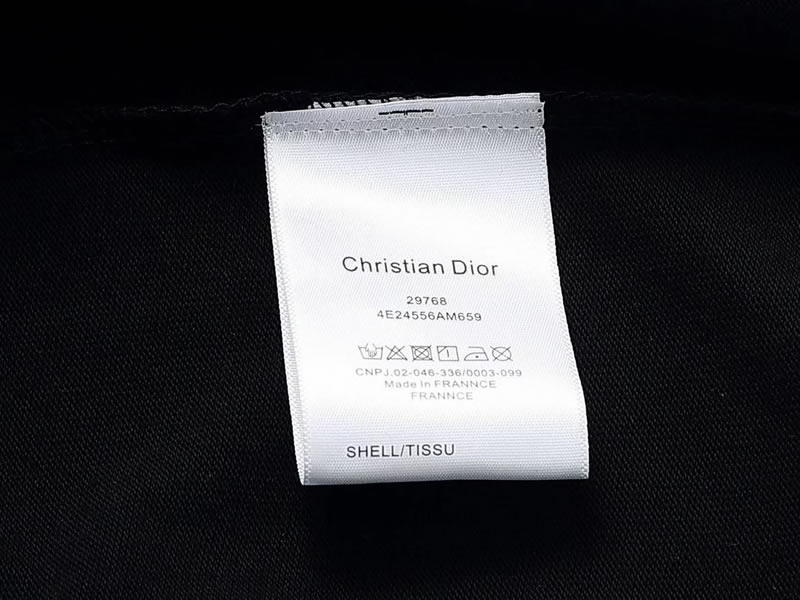 Christian Dior
29768
4E24556AM659
CNPJ.02-046-336/0003-099
Made In FRANNCE
FRANNCE
SHELL/TISSU